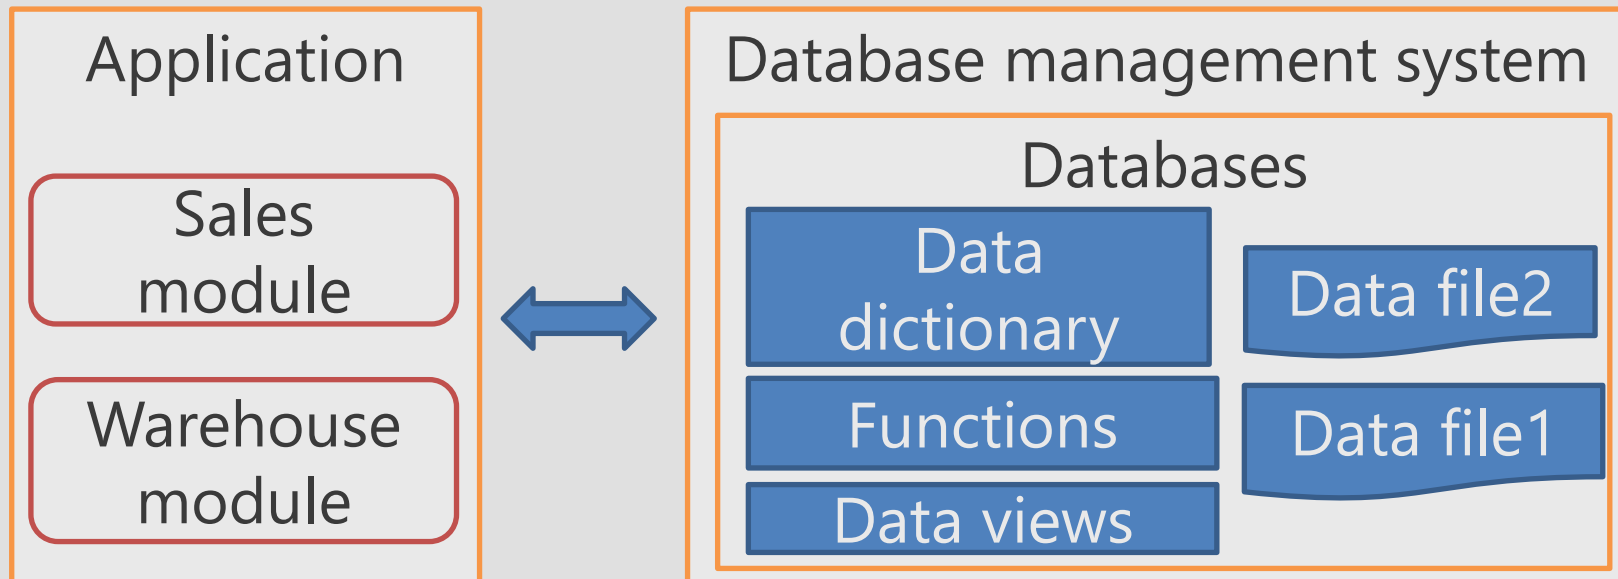 Application
Sales
module
Warehouse
module
Database management system
Databases
Data
dictionary
Functions
Data views
Data file2
Data file1